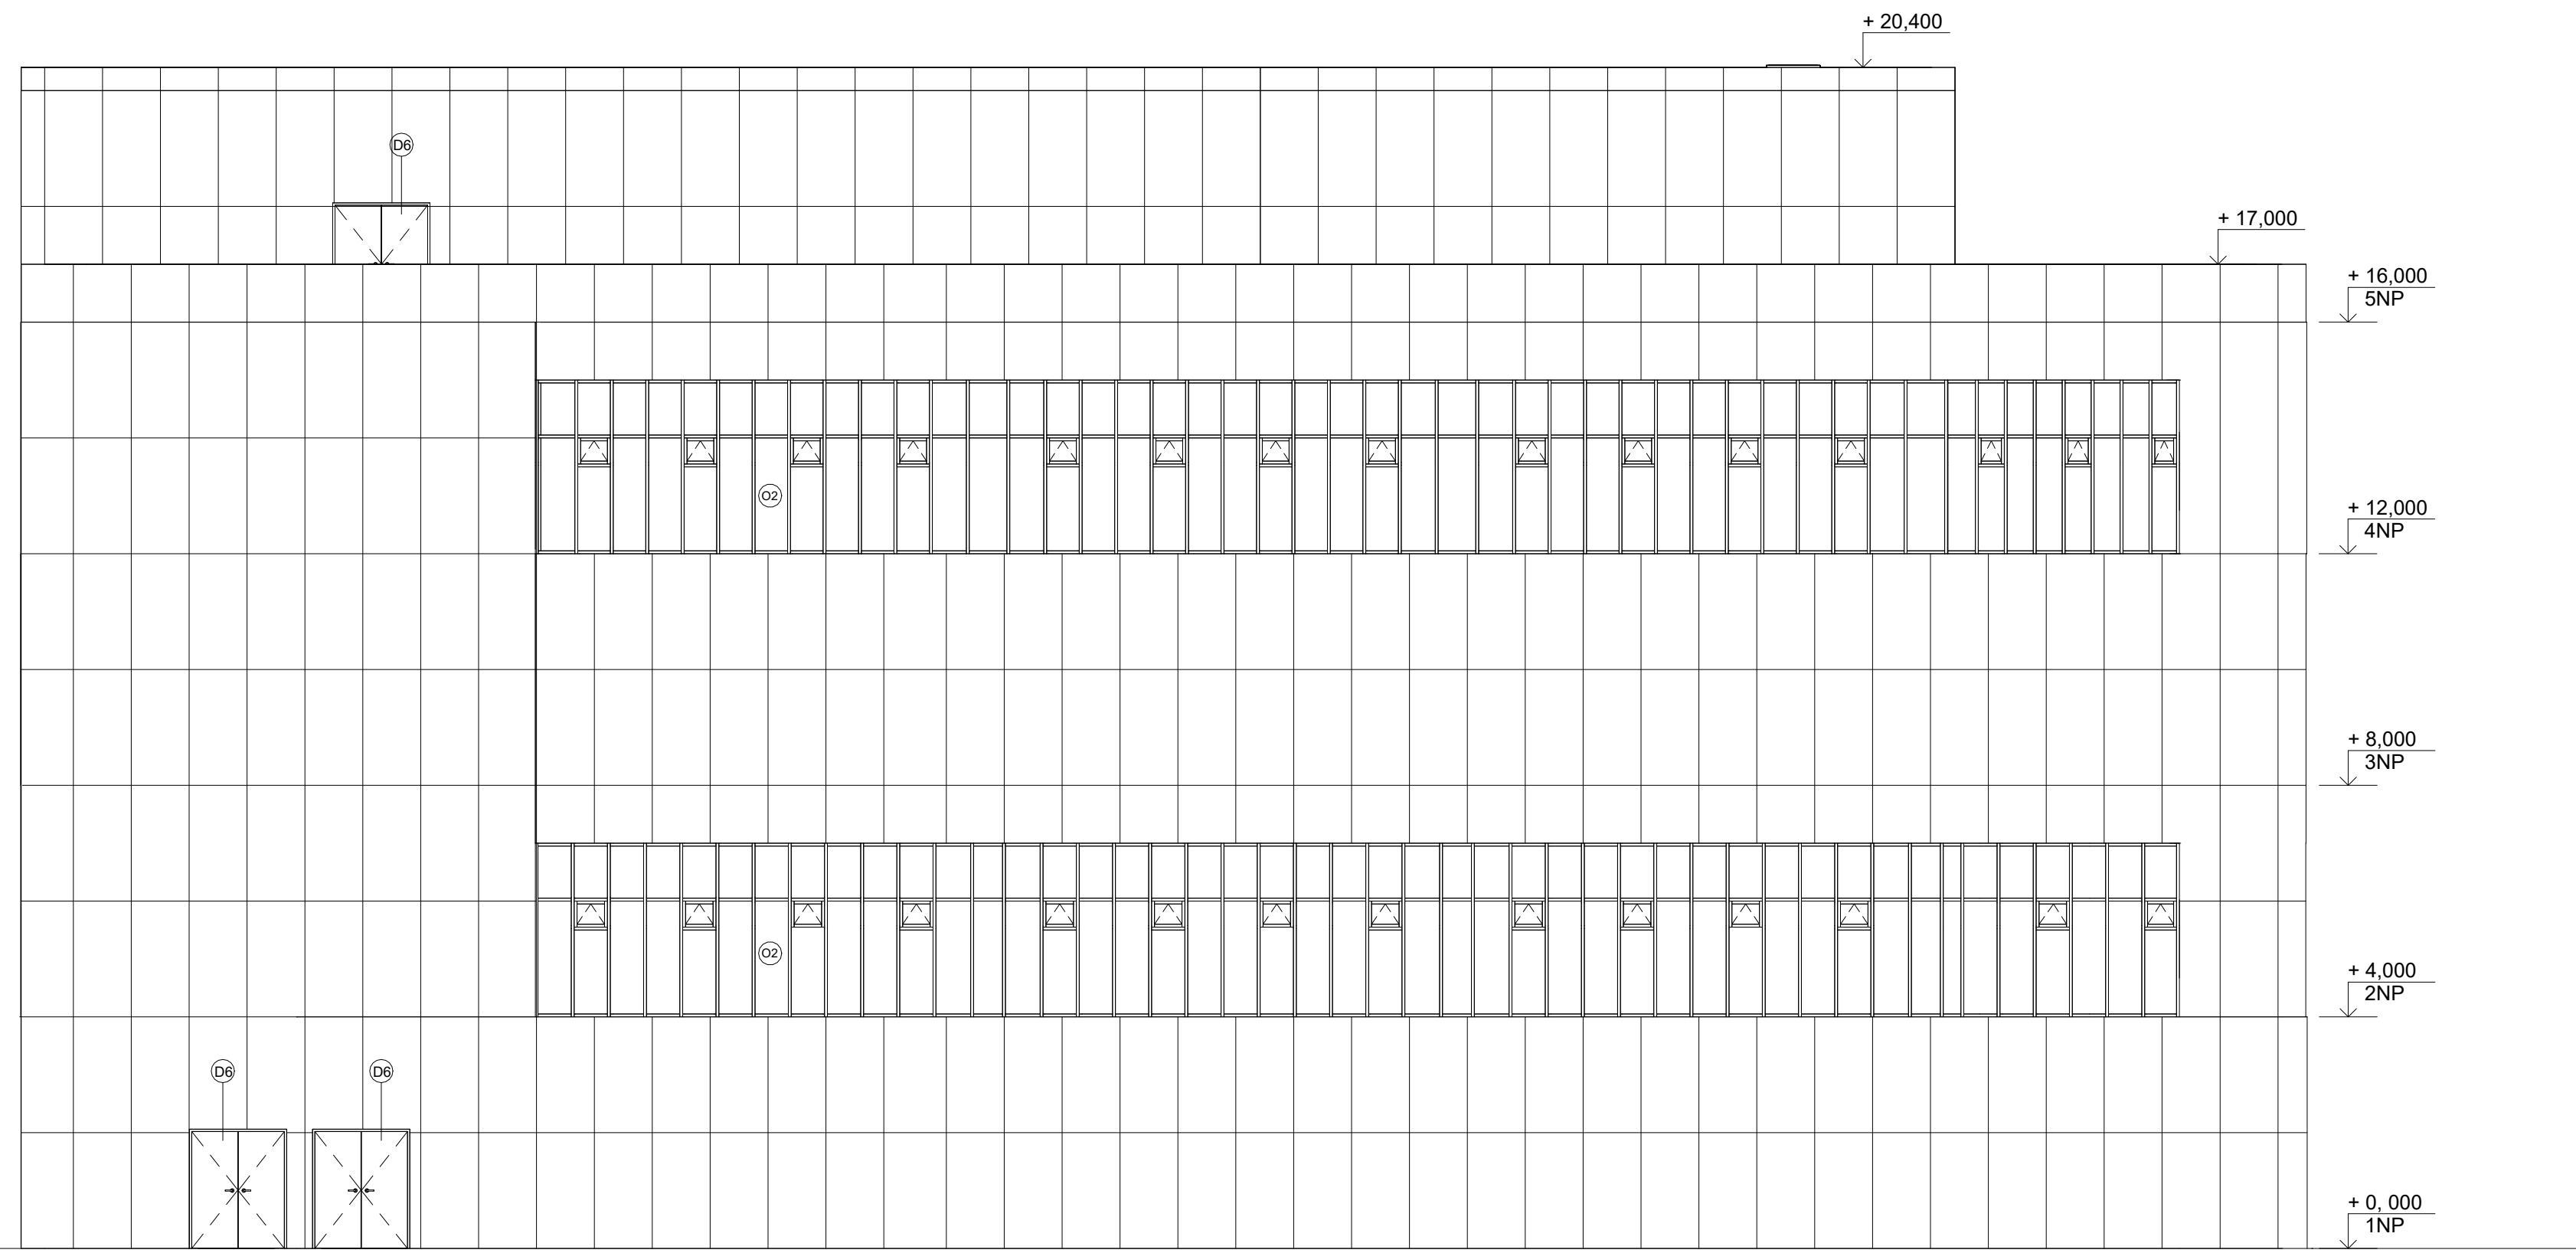 + 20,400
D6
+ 17,000
+ 16,000
5NP
O2
+ 12,000
4NP
+ 8,000
3NP
O2
+ 4,000
2NP
D6
D6
+ 0, 000
1NP